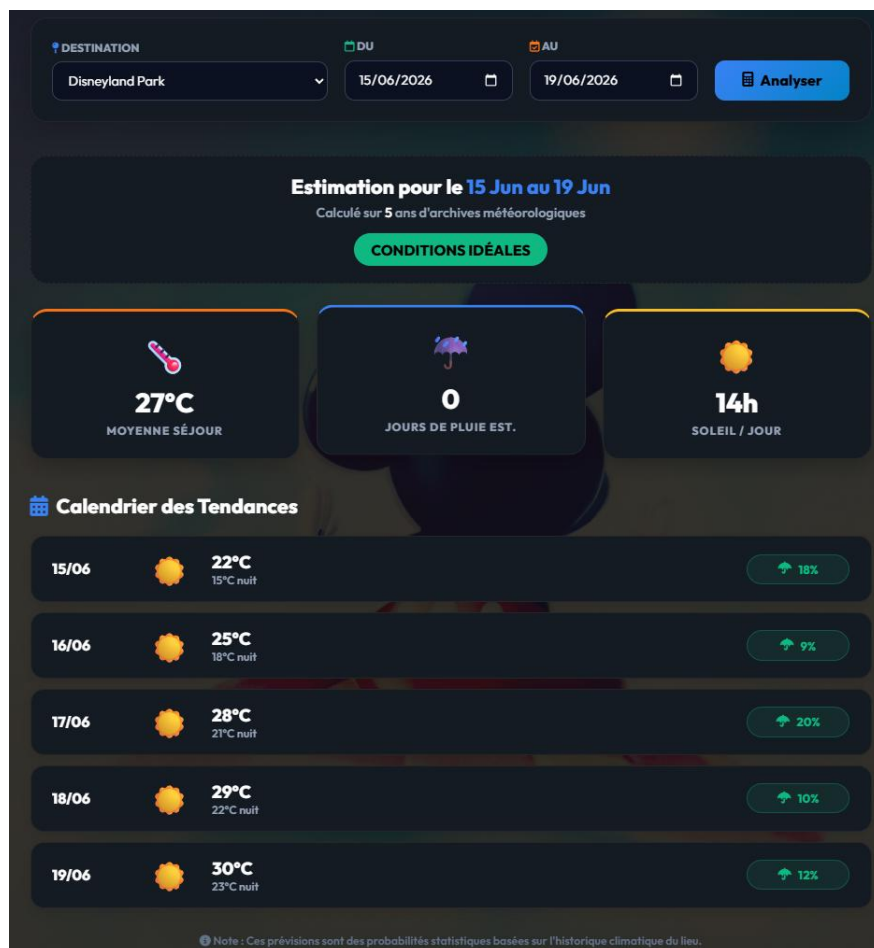 DESTINATION
DU
AU
Disneyland Park
15/06/2026
19/06/2026
Analyser
Estimation pour le 15 Jun au 19 Jun
Calculé sur 5 ans d'archives météorologiques
CONDITIONS IDÉALES
27°C
MOYENNE SÉJOUR
0
JOURS DE PLUIE EST.
14h
SOLEIL / JOUR
Calendrier des Tendances
15/06
22°C
15°C nuit
18%
16/06
25°C
18°C nuit
9%
17/06
28°C
21°C nuit
20%
18/06
29°C
22°C nuit
10%
19/06
30°C
23°C nuit
12%
Note : Ces prévisions sont des probabilités statistiques basées sur l'historique climatique du lieu.